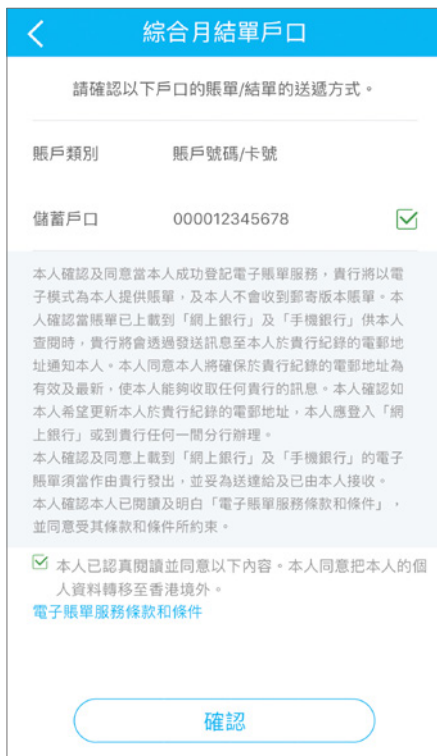 綜合月結單戶口
請確認以下戶口的賬單/結單的送遞方式。
賬戶類別 賬戶號碼/卡號
儲蓄戶口 000012345678
本人確認及同意當本人成功登記電子賬單服務，貴行將以電
子模式為本人提供賬單，及本人不會收到郵寄版本賬單。本
人確認當賬單已上載到「網上銀行」及「手機銀行」供本人
查閱時，貴行將會透過發送訊息至本人於貴行紀錄的電郵地
址通知本人。本人同意本人將確保於貴行紀錄的電郵地址為
有效及最新，使本人能夠收取任何貴行的訊息。本人確認如
本人希望更新本人於貴行紀錄的電郵地址，本人應登入「網
上銀行」或到貴行任何一間分行辦理。
本人確認及同意上載到「網上銀行」及「手機銀行」的電子
賬單須當作由貴行發出，並妥為送達給及已由本人接收。
本人確認本人已閱讀及明白「電子賬單服務條款和條件」，
並同意受其條款和條件所約束。
本人已認真閱讀並同意以下內容。本人同意把本人的個
人資料轉移至香港境外。
電子賬單服務條款和條件
確認